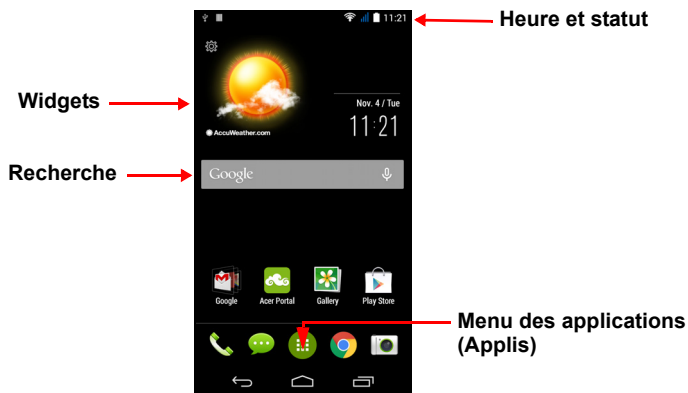 11:21
Heure et statut
Widgets
Nov. 4 / Tue
11:21
AccuWeather.com
Recherche
Google
Google
Acer Portal
Gallery
Play Store
Menu des applications
(Applis)